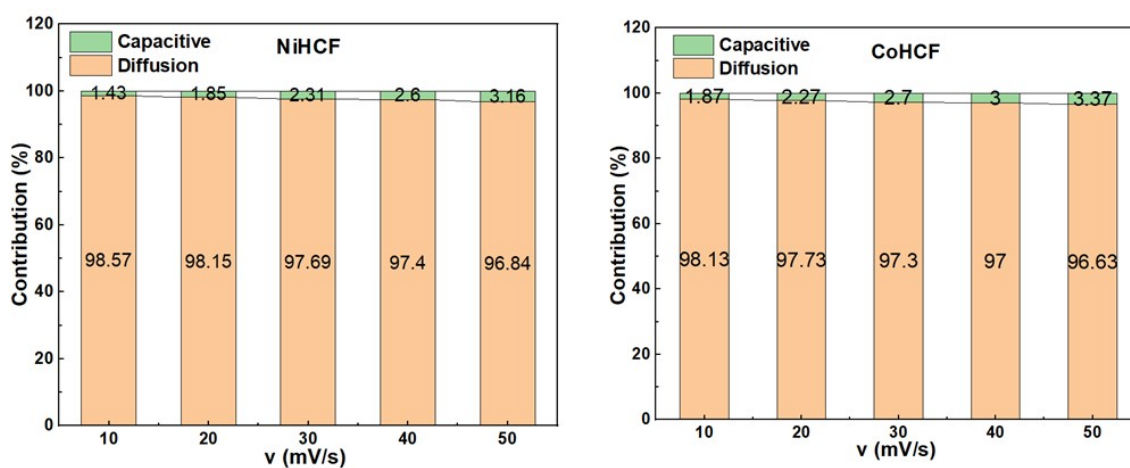 120
100
80
60
40
20
0
Contribution (%)
Capacitive
Diffusion
NiHCF
1.43 1.85 2.31 2.6 3.16
98.57 98.15 97.69 97.4 96.84
10 20 30 40 50
v (mV/s)
120
100
80
60
40
20
0
Contribution (%)
Capacitive
Diffusion
CoHCF
1.87 2.27 2.7 3 3.37
98.13 97.73 97.3 97 96.63
10 20 30 40 50
v (mV/s)